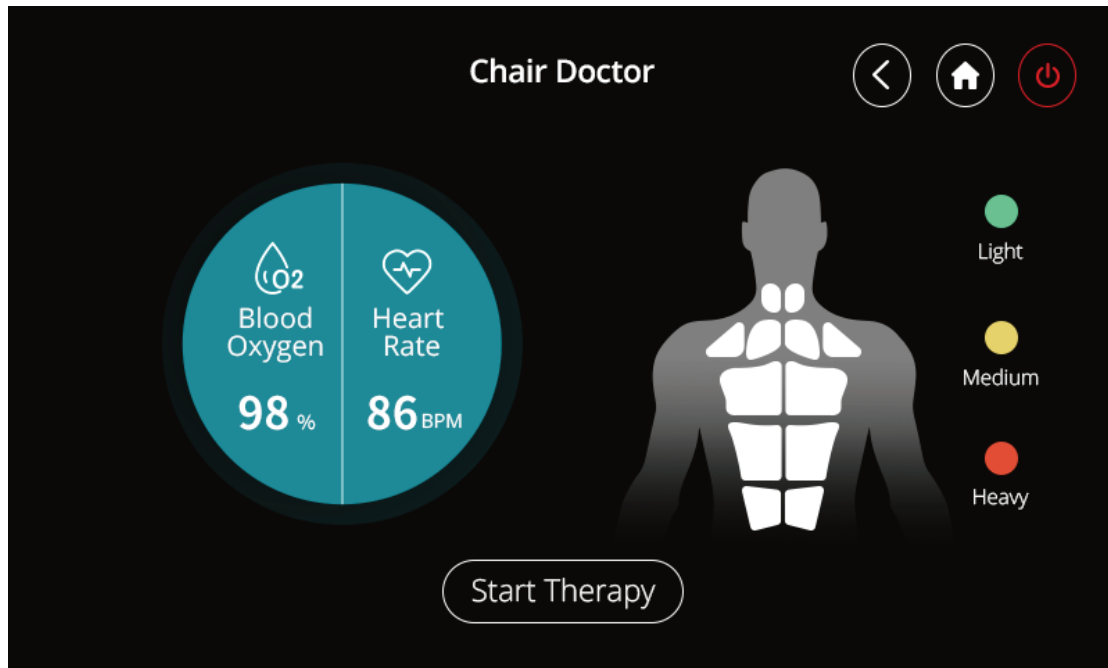 Chair Doctor
O2
Blood
Oxygen
98 %
Heart
Rate
86 BPM
Light
Medium
Heavy
Start Therapy